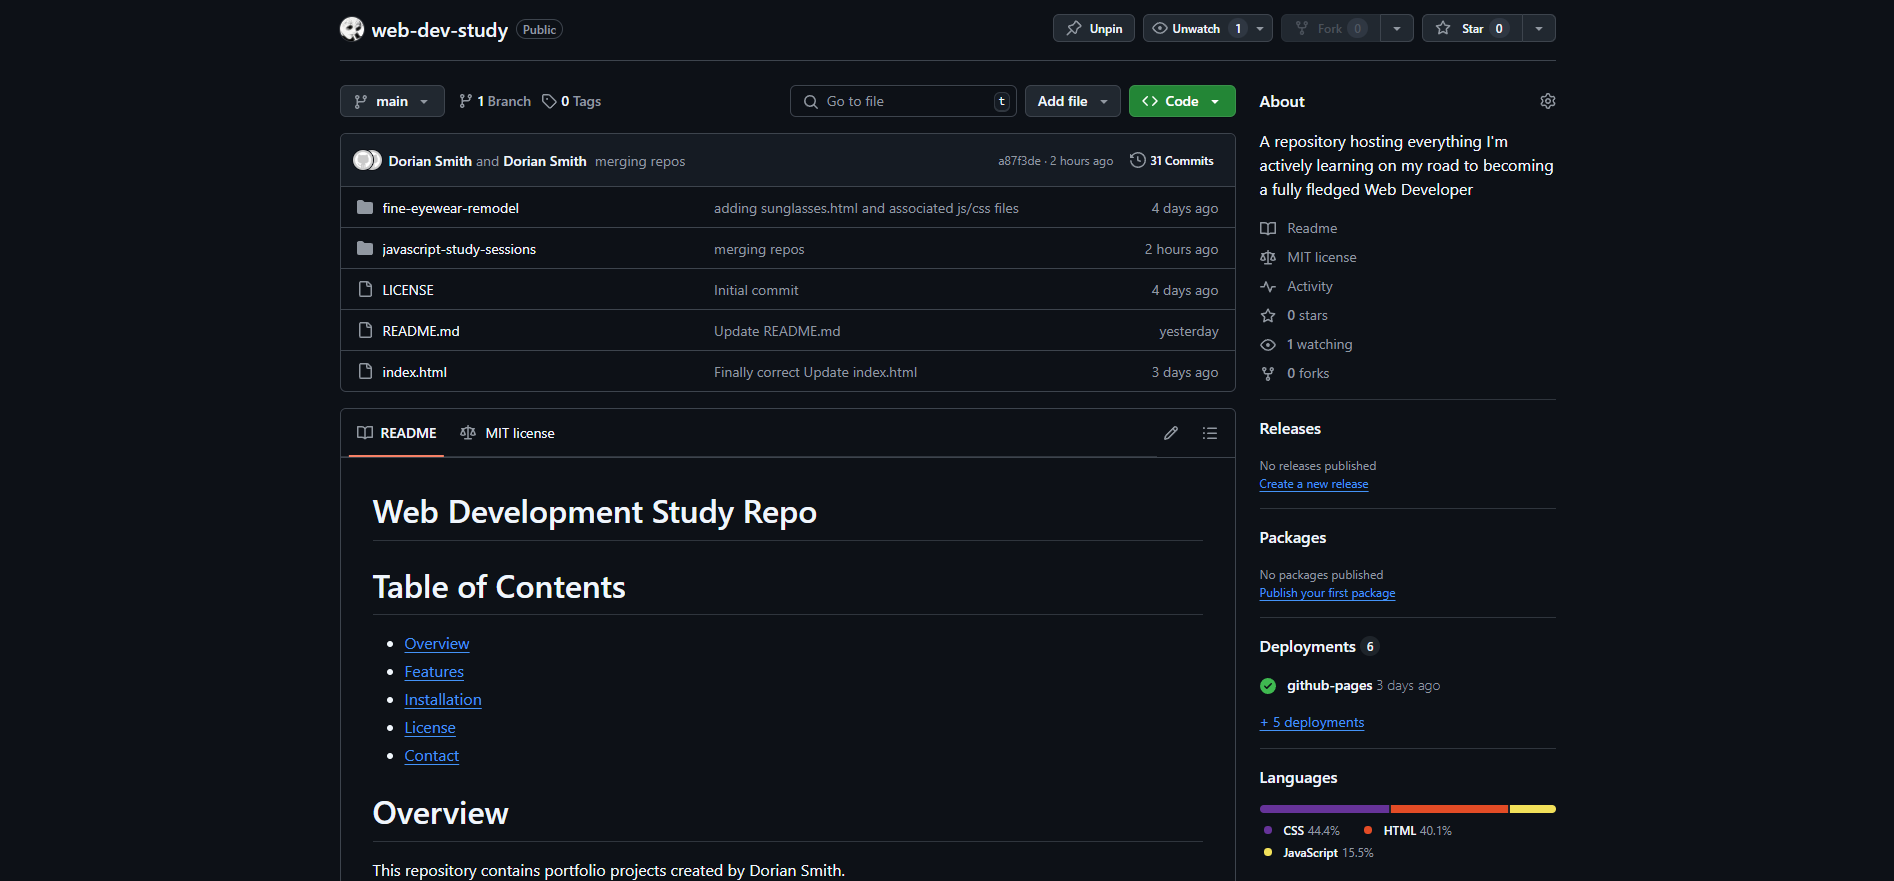 web-dev-study Public
Unpin Unwatch 1 Fork 0 Star 0
main 1 Branch 0 Tags Go to file t Add file Code
Dorian Smith and Dorian Smith merging repos a87f3de · 2 hours ago 31 Commits
fine-eyewear-remodel adding sunglasses.html and associated js/css files 4 days ago
javascript-study-sessions merging repos 2 hours ago
LICENSE Initial commit 4 days ago
README.md Update README.md yesterday
index.html Finally correct Update index.html 3 days ago
README MIT license
Web Development Study Repo
Table of Contents
Overview
Features
Installation
License
Contact
Overview
This repository contains portfolio projects created by Dorian Smith.
About
A repository hosting everything I'm
actively learning on my road to becoming
a fully fledged Web Developer
Readme
MIT license
Activity
0 stars
1 watching
0 forks
Releases
No releases published
Create a new release
Packages
No packages published
Publish your first package
Deployments 6
github-pages 3 days ago
+ 5 deployments
Languages
CSS 44.4% HTML 40.1%
JavaScript 15.5%